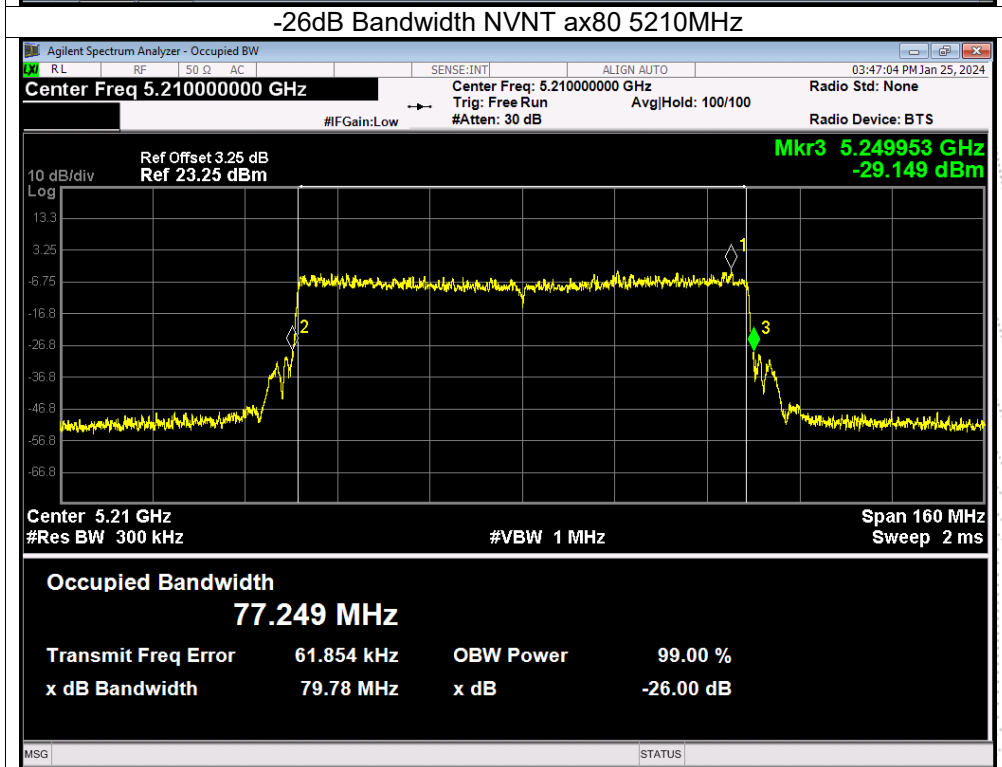 -26dB Bandwidth NVNT ax80 5210MHz
Agilent Spectrum Analyzer - Occupied BW
LXI RL RF 50 Ω AC SENSE:INT ALIGN AUTO 03:47:04 PM Jan 25, 2024
Center Freq 5.210000000 GHz Center Freq: 5.210000000 GHz Radio Std: None
Trig: Free Run Avg|Hold: 100/100
#IFGain:Low #Atten: 30 dB Radio Device: BTS
Mkr3 5.249953 GHz
-29.149 dBm
Ref Offset 3.25 dB
10 dB/div Ref 23.25 dBm
Log
13.3
3.25
1
-6.75
-16.8
2
3
-26.8
-36.8
-46.8
-56.8
-66.8
Center 5.21 GHz Span 160 MHz
#Res BW 300 kHz #VBW 1 MHz Sweep 2 ms
Occupied Bandwidth
77.249 MHz
Transmit Freq Error 61.854 kHz OBW Power 99.00 %
x dB Bandwidth 79.78 MHz x dB -26.00 dB
MSG STATUS